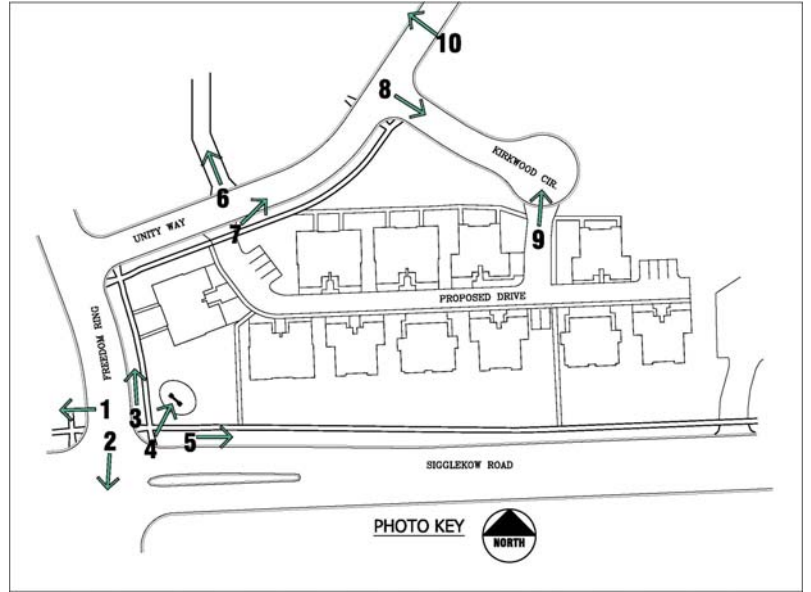 10
8
KIRKWOOD CIR.
6
7
UNITY WAY
9
PROPOSED DRIVE
FREEDOM RING
1
2
3
4
5
SIGGLEKOW ROAD
PHOTO KEY
NORTH